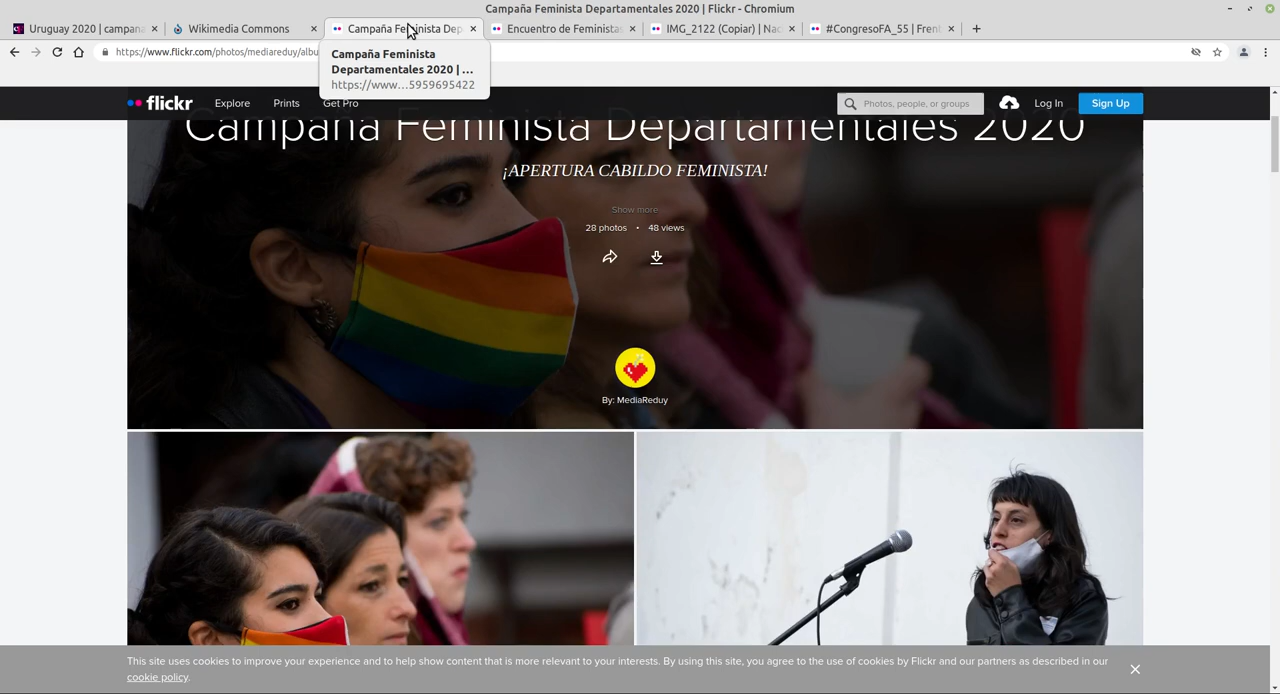 Campaña Feminista Departamentales 2020 | Flickr - Chromium
Uruguay 2020 | campan
Wikimedia Commons
Campaña Feminista Dep
Encuentro de Feministas
IMG_2122 (Copiar) | Nac
#CongresoFA_55 | Fren
https://www.flickr.com/photos/mediareduy/albu
Campaña Feminista
Departamentales 2020 | ...
https://www...5959695422
flickr
Explore
Prints
Get Pro
Photos, people, or groups
Log In
Sign Up
Campaña Feminista Departamentales 2020
¡APERTURA CABILDO FEMINISTA!
Show more
28 photos • 48 views
By: MediaReduy
This site uses cookies to improve your experience and to help show content that is more relevant to your interests. By using this site, you agree to the use of cookies by Flickr and our partners as described in our
cookie policy.